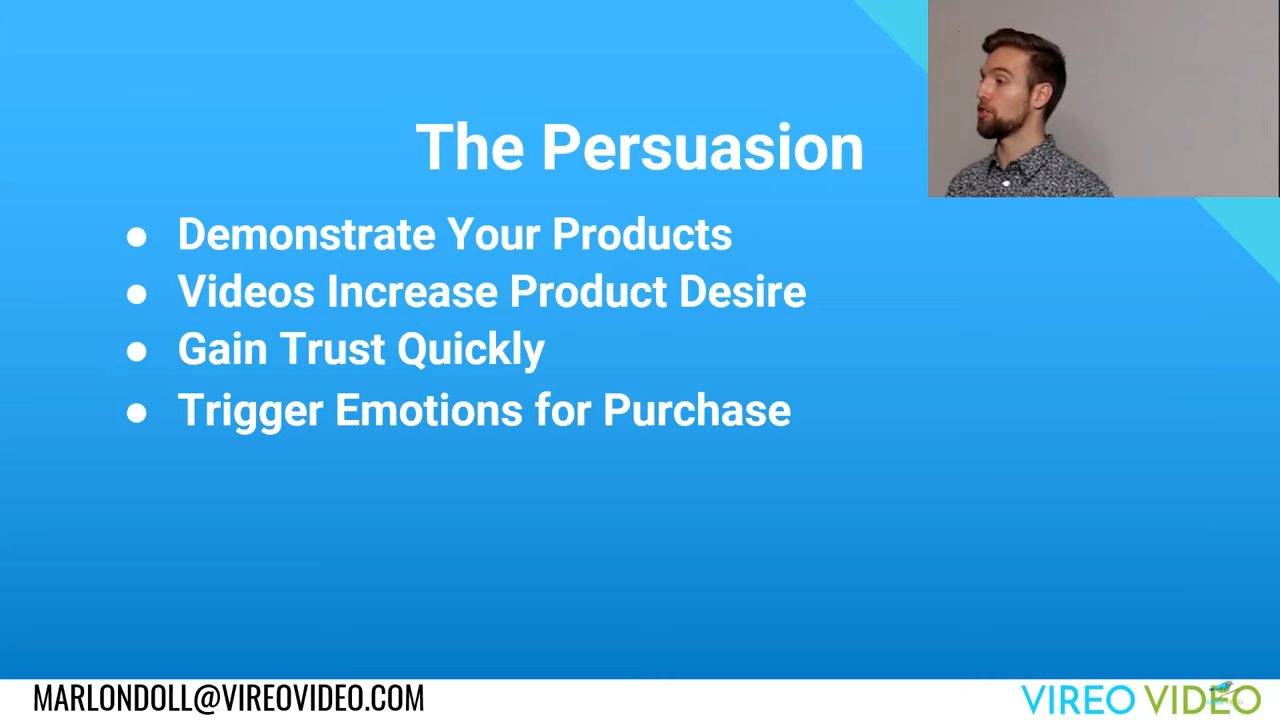 The Persuasion
● Demonstrate Your Products
● Videos Increase Product Desire
● Gain Trust Quickly
● Trigger Emotions for Purchase
MARLONDOLL@VIREOVIDEO.COM
VIREO VIDEO